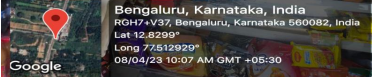 Bengaluru, Karnataka, India
RGH7+V37, Bengaluru, Karnataka 560082, India
Lat 12.8299°
Long 77.512929°
08/04/23 10:07 AM GMT +05:30
Google